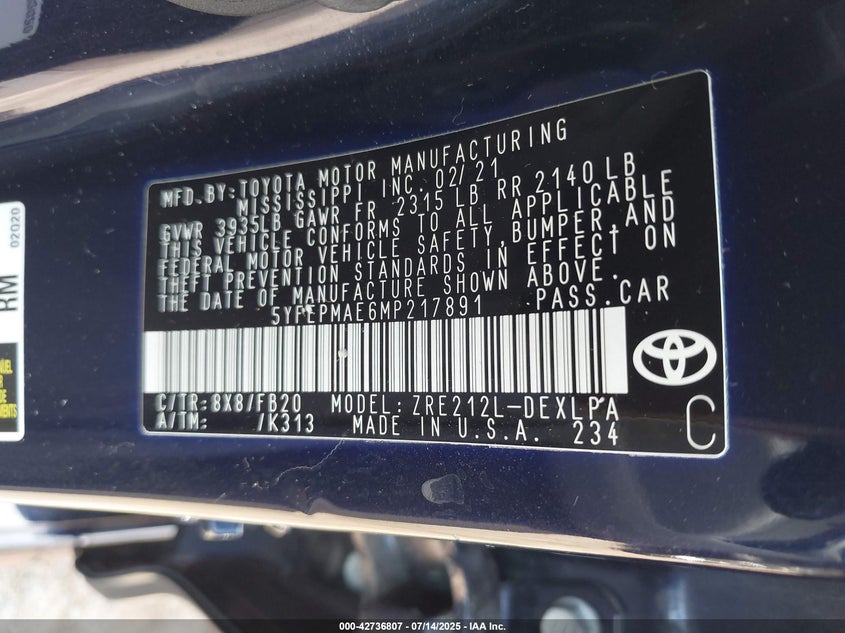 MFD. BY: TOYOTA MOTOR MANUFACTURING
MISSISSIPPI INC. 02/21
GVWR 3935LB GAWR FR 2315 LB RR 2140 LB
THIS VEHICLE CONFORMS TO ALL APPLICABLE
FEDERAL MOTOR VEHICLE SAFETY, BUMPER, AND
THEFT PREVENTION STANDARDS IN EFFECT ON
THE DATE OF MANUFACTURE SHOWN ABOVE.
5YFEPMAE6MP217891 PASS. CAR
C/TR: 8X8/FB20 MODEL: ZRE212L-DEXLPA
A/TM: /K313 MADE IN U.S.A. 234
C
RM
02020
000-42736807 - 07/14/2025 - IAA Inc.